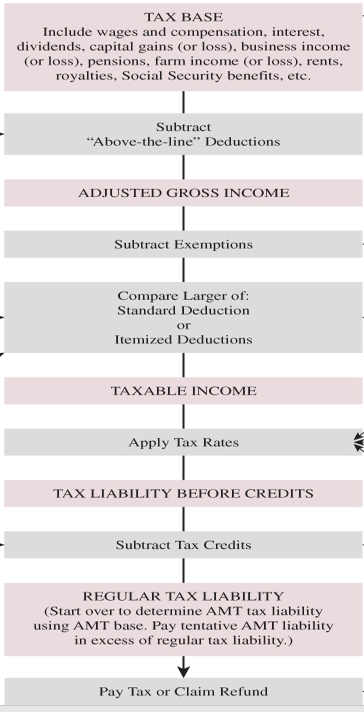 TAX BASE
Include wages and compensation, interest,
dividends, capital gains (or loss), business income
(or loss), pensions, farm income (or loss), rents,
royalties, Social Security benefits, etc.
Subtract
“Above-the-line” Deductions
ADJUSTED GROSS INCOME
Subtract Exemptions
Compare Larger of:
Standard Deduction
or
Itemized Deductions
TAXABLE INCOME
Apply Tax Rates
TAX LIABILITY BEFORE CREDITS
Subtract Tax Credits
REGULAR TAX LIABILITY
(Start over to determine AMT tax liability
using AMT base. Pay tentative AMT liability
in excess of regular tax liability.)
Pay Tax or Claim Refund